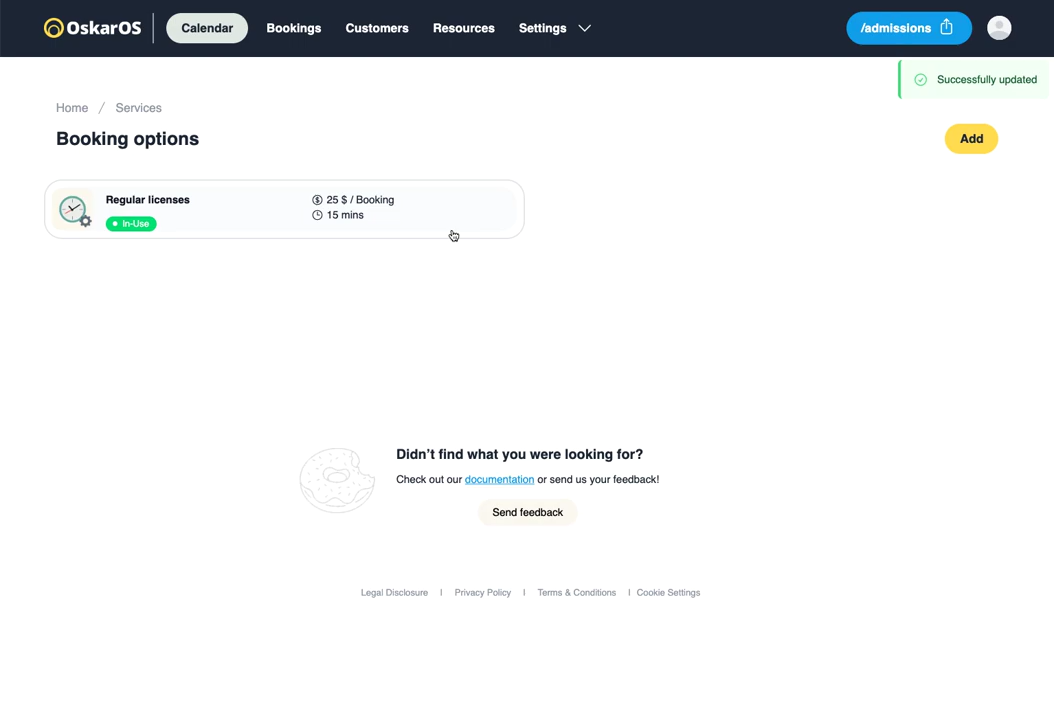 OskarOS Calendar Bookings Customers Resources Settings /admissions
Successfully updated
Home / Services
Booking options
Add
Regular licenses
25 $ / Booking
In-Use
15 mins
Didn’t find what you were looking for?
Check out our documentation or send us your feedback!
Send feedback
Legal Disclosure | Privacy Policy | Terms & Conditions | Cookie Settings